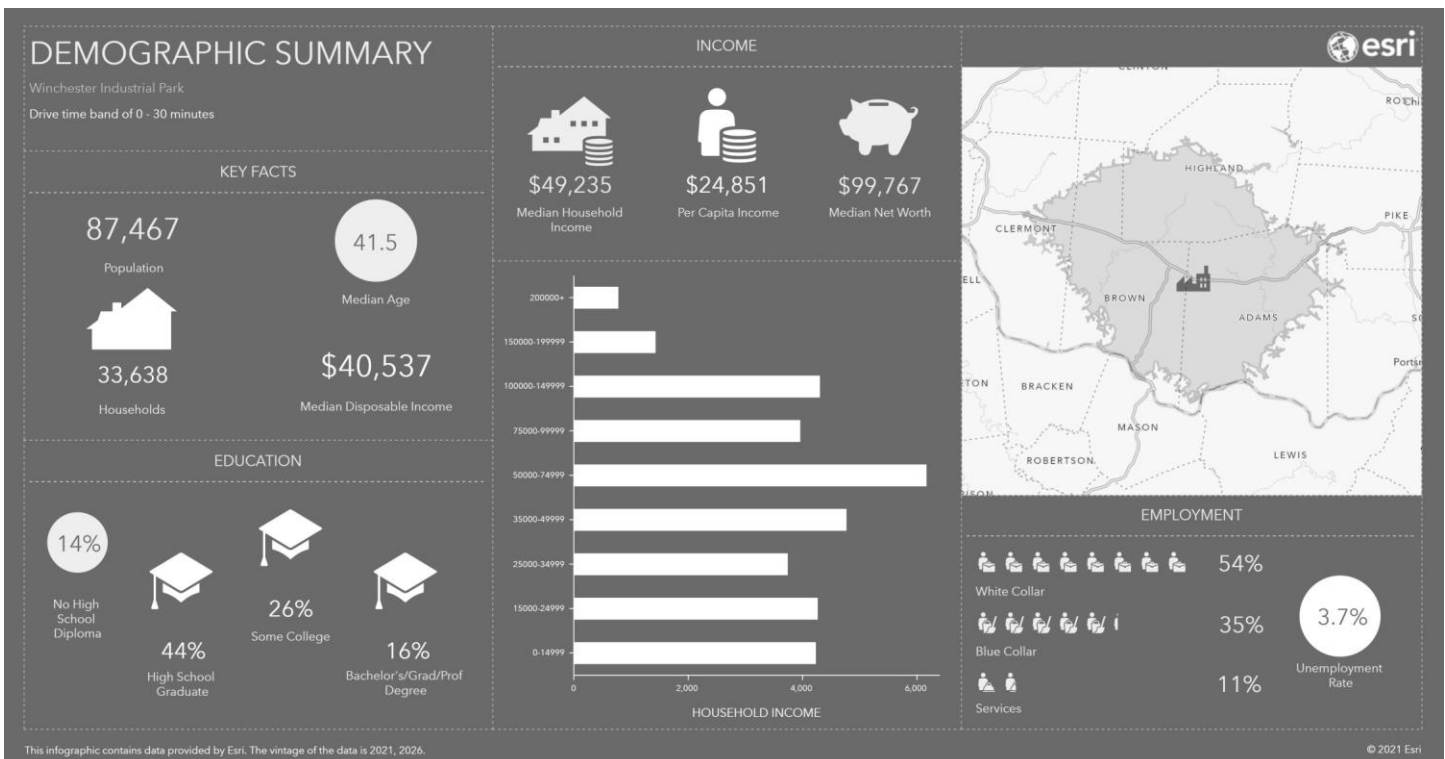 DEMOGRAPHIC SUMMARY
Winchester Industrial Park
Drive time band of 0 - 30 minutes
KEY FACTS
87,467
Population
41.5
Median Age
33,638
Households
$40,537
Median Disposable Income
EDUCATION
14%
No High
School
Diploma
44%
High School
Graduate
26%
Some College
16%
Bachelor's/Grad/Prof
Degree
INCOME
$49,235
Median Household
Income
$24,851
Per Capita Income
$99,767
Median Net Worth
200000+
150000-199999
100000-149999
75000-99999
50000-74999
35000-49999
25000-34999
15000-24999
0-14999
0
2,000
4,000
6,000
HOUSEHOLD INCOME
esri
CLINTON
HIGHLAND
PIKE
CLERMONT
ELL
BROWN
ADAMS
SC
Portsm
TON
BRACKEN
MASON
ROBERTSON
LEWIS
EMPLOYMENT
54%
White Collar
35%
Blue Collar
11%
Services
3.7%
Unemployment
Rate
This infographic contains data provided by Esri. The vintage of the data is 2021, 2026.
© 2021 Esri